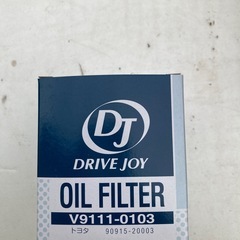 DJ
DRIVE JOY
OIL FILTER
V9111-0103
トヨタ 90915-20003